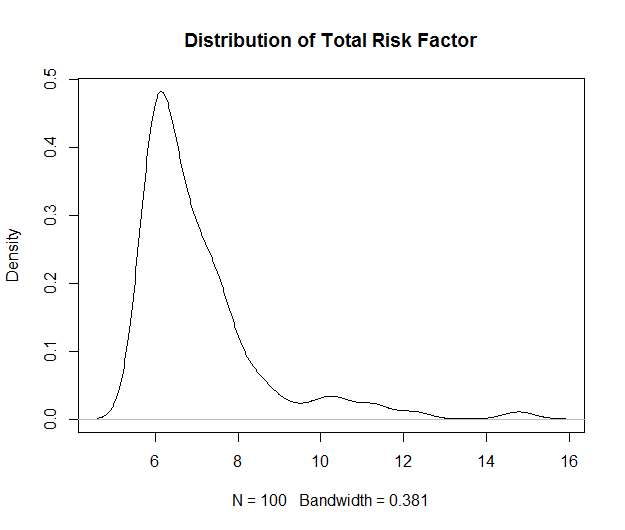 Distribution of Total Risk Factor
Density
0.5
0.4
0.3
0.2
0.1
0.0
6 8 10 12 14 16
N = 100 Bandwidth = 0.381